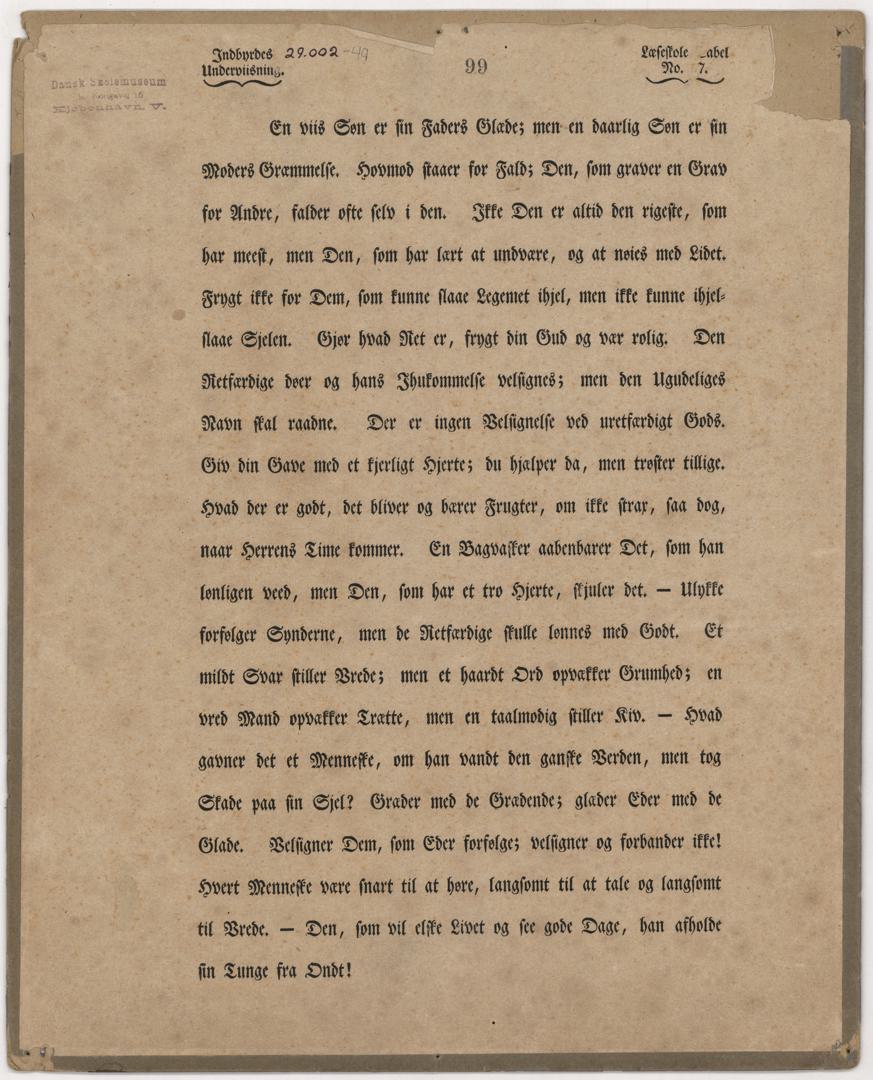 Indbyrdes 29.002-49
Underviisning.
99
Læseskole abel
No. 7.
Dansk Skolemuseum
Kjøbenhavn V.
En viis Søn er sin Faders Glæde; men en daarlig Søn er sin
Moders Græmmelse. Hovmod staaer for Fald; Den, som graver en Grav
for Andre, falder ofte selv i den. Ikke Den er altid den rigeste, som
har meest, men Den, som har lært at undvære, og at nøies med Lidet.
Frygt ikke for Dem, som kunne slaae Legemet ihjel, men ikke kunne ihjel-
slaae Sjelen. Gjør hvad Ret er, frygt din Gud og vær rolig. Den
Retfærdige døer og hans Ihukommelse velsignes; men den Ugudeliges
Navn skal raadne. Der er ingen Velsignelse ved uretfærdigt Gods.
Giv din Gave med et kjerligt Hjerte; du hjælper da, men trøster tillige.
Hvad der er godt, det bliver og bærer Frugter, om ikke strax, saa dog,
naar Herrens Time kommer. En Bagvasker aabenbarer Det, som han
lønligen veed, men Den, som har et tro Hjerte, skjuler det. — Ulykke
forfølger Synderne, men de Retfærdige skulle lønnes med Godt. Et
mildt Svar stiller Vrede; men et haardt Ord opvækker Grumhed; en
vred Mand opvækker Trætte, men en taalmodig stiller Kiv. — Hvad
gavner det et Menneske, om han vandt den ganske Verden, men tog
Skade paa sin Sjel? Græder med de Grædende; glæder Eder med de
Glade. Velsigner Dem, som Eder forfølge; velsigner og forbander ikke!
Hvert Menneske være snart til at høre, langsomt til at tale og langsomt
til Vrede. — Den, som vil elske Livet og see gode Dage, han afholde
sin Tunge fra Ondt!